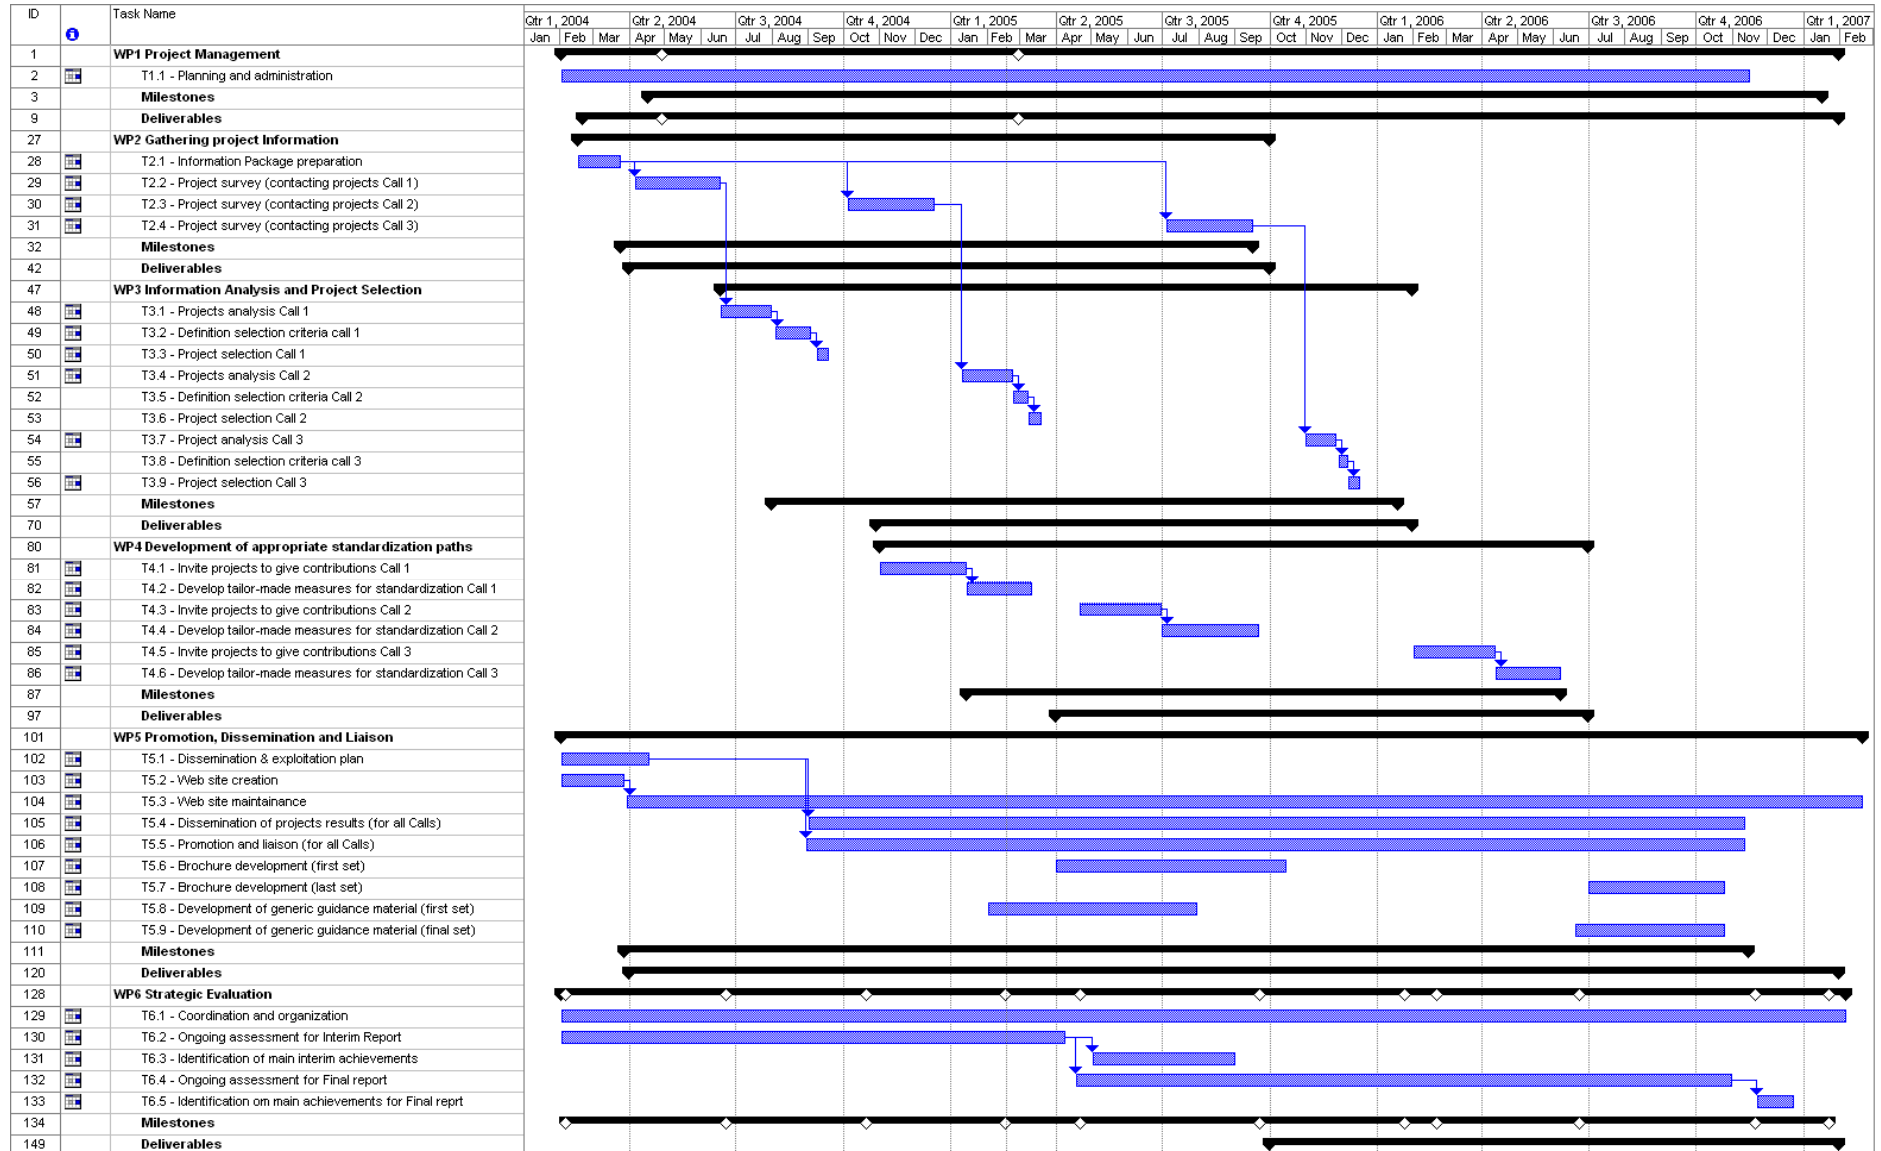 ID Task Name Qtr 1, 2004 Qtr 2, 2004 Qtr 3, 2004 Qtr 4, 2004 Qtr 1, 2005 Qtr 2, 2005 Qtr 3, 2005 Qtr 4, 2005 Qtr 1, 2006 Qtr 2, 2006 Qtr 3, 2006 Qtr 4, 2006 Qtr 1, 2007
Jan Feb Mar Apr May Jun Jul Aug Sep Oct Nov Dec Jan Feb Mar Apr May Jun Jul Aug Sep Oct Nov Dec Jan Feb Mar Apr May Jun Jul Aug Sep Oct Nov Dec Jan Feb
1 WP1 Project Management
2 T1.1 - Planning and administration
3 Milestones
9 Deliverables
27 WP2 Gathering project Information
28 T2.1 - Information Package preparation
29 T2.2 - Project survey (contacting projects Call 1)
30 T2.3 - Project survey (contacting projects Call 2)
31 T2.4 - Project survey (contacting projects Call 3)
32 Milestones
42 Deliverables
47 WP3 Information Analysis and Project Selection
48 T3.1 - Projects analysis Call 1
49 T3.2 - Definition selection criteria call 1
50 T3.3 - Project selection Call 1
51 T3.4 - Projects analysis Call 2
52 T3.5 - Definition selection criteria Call 2
53 T3.6 - Project selection Call 2
54 T3.7 - Project analysis Call 3
55 T3.8 - Definition selection criteria call 3
56 T3.9 - Project selection Call 3
57 Milestones
70 Deliverables
80 WP4 Development of appropriate standardization paths
81 T4.1 - Invite projects to give contributions Call 1
82 T4.2 - Develop tailor-made measures for standardization Call 1
83 T4.3 - Invite projects to give contributions Call 2
84 T4.4 - Develop tailor-made measures for standardization Call 2
85 T4.5 - Invite projects to give contributions Call 3
86 T4.6 - Develop tailor-made measures for standardization Call 3
87 Milestones
97 Deliverables
101 WP5 Promotion, Dissemination and Liaison
102 T5.1 - Dissemination & exploitation plan
103 T5.2 - Web site creation
104 T5.3 - Web site maintainance
105 T5.4 - Dissemination of projects results (for all Calls)
106 T5.5 - Promotion and liaison (for all Calls)
107 T5.6 - Brochure development (first set)
108 T5.7 - Brochure development (last set)
109 T5.8 - Development of generic guidance material (first set)
110 T5.9 - Development of generic guidance material (final set)
111 Milestones
120 Deliverables
128 WP6 Strategic Evaluation
129 T6.1 - Coordination and organization
130 T6.2 - Ongoing assessment for Interim Report
131 T6.3 - Identification of main interim achievements
132 T6.4 - Ongoing assessment for Final report
133 T6.5 - Identification om main achievements for Final reprt
134 Milestones
149 Deliverables